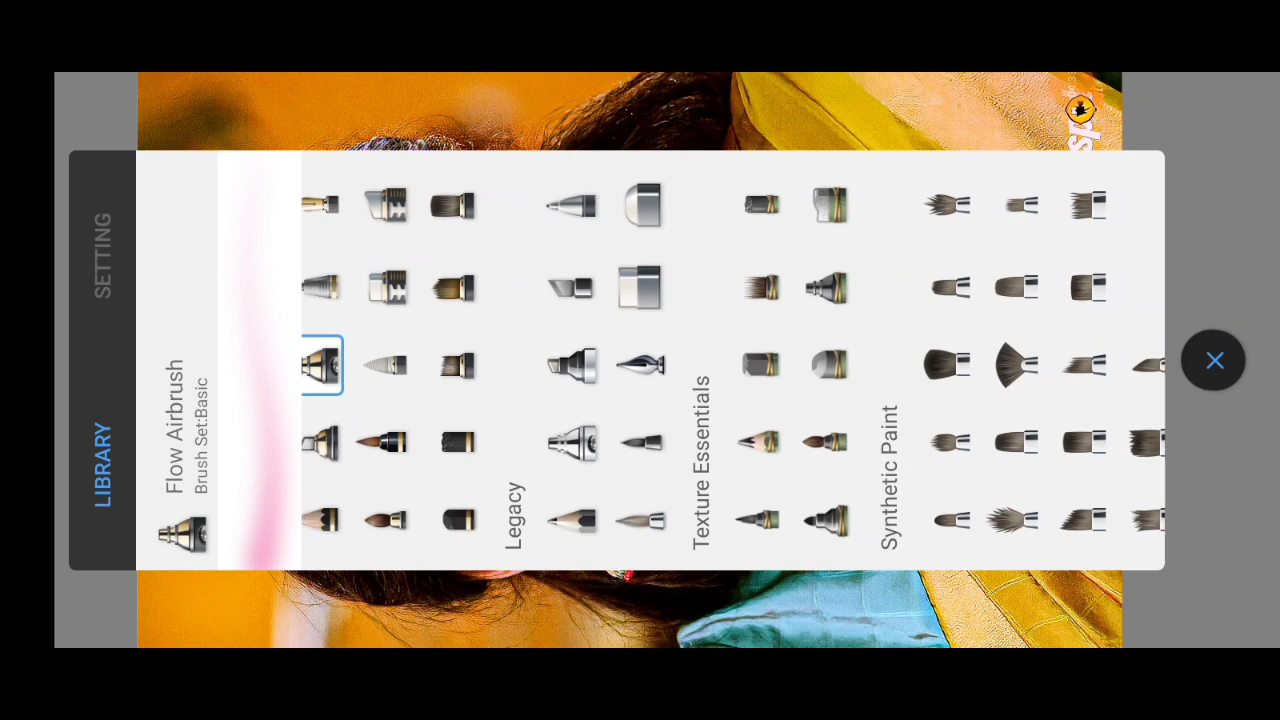 LIBRARY
SETTING
Flow Airbrush
Brush Set:Basic
Legacy
Texture Essentials
Synthetic Paint